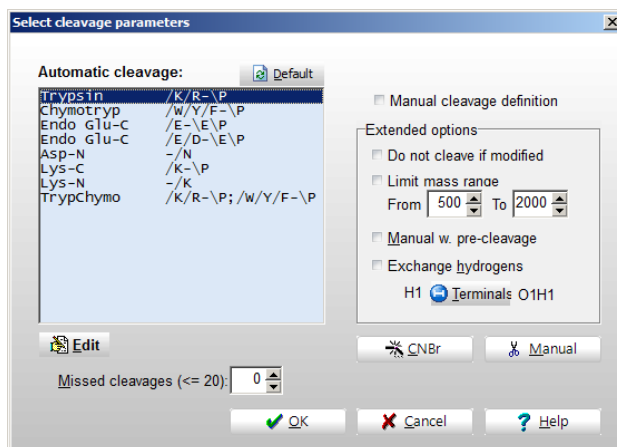 Select cleavage parameters
Automatic cleavage:
Default
Trypsin /K/R-\P
Chymotryp /W/Y/F-\P
Endo Glu-C /E-\E\P
Endo Glu-C /E/D-\E\P
Asp-N -/N
Lys-C /K-\P
Lys-N -/K
TrypChymo /K/R-\P;/W/Y/F-\P
Edit
Missed cleavages (<= 20): 0
Manual cleavage definition
Extended options
Do not cleave if modified
Limit mass range
From 500 To 2000
Manual w. pre-cleavage
Exchange hydrogens
H1 Terminals O1H1
CNBr Manual
OK Cancel Help